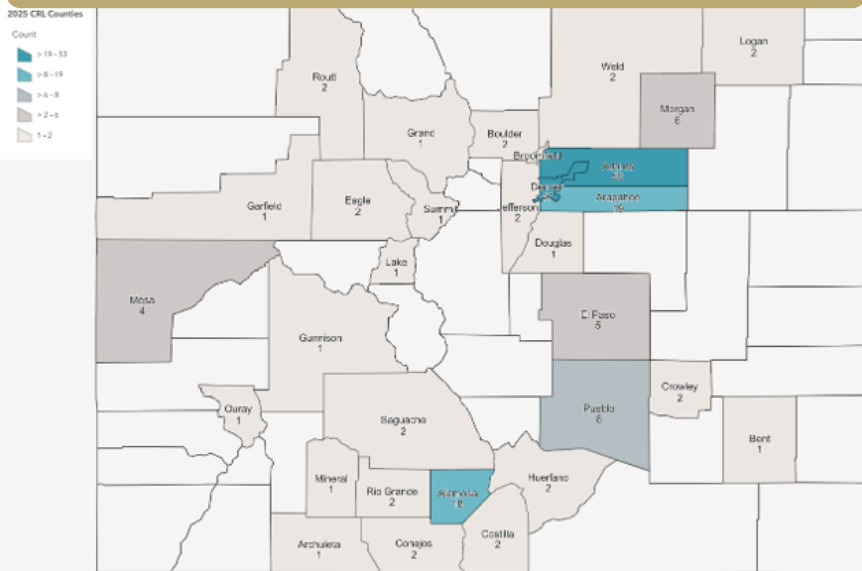 2025 CRL Counties
Count
>19-53
>8-19
>6-8
>2-6
1-2
Routt
2
Grand
1
Boulder
2
Weld
2
Logan
2
Morgan
6
Broomfield
Adams
Denver
Arapahoe
19
Jefferson
2
Douglas
1
Garfield
1
Eagle
2
Summit
1
Lake
1
Mesa
4
Gunnison
1
El Paso
5
Pueblo
8
Crowley
2
Bent
1
Ouray
1
Saguache
2
Mineral
1
Rio Grande
2
Alamosa
Huerfano
2
Archuleta
1
Conejos
2
Costilla
2